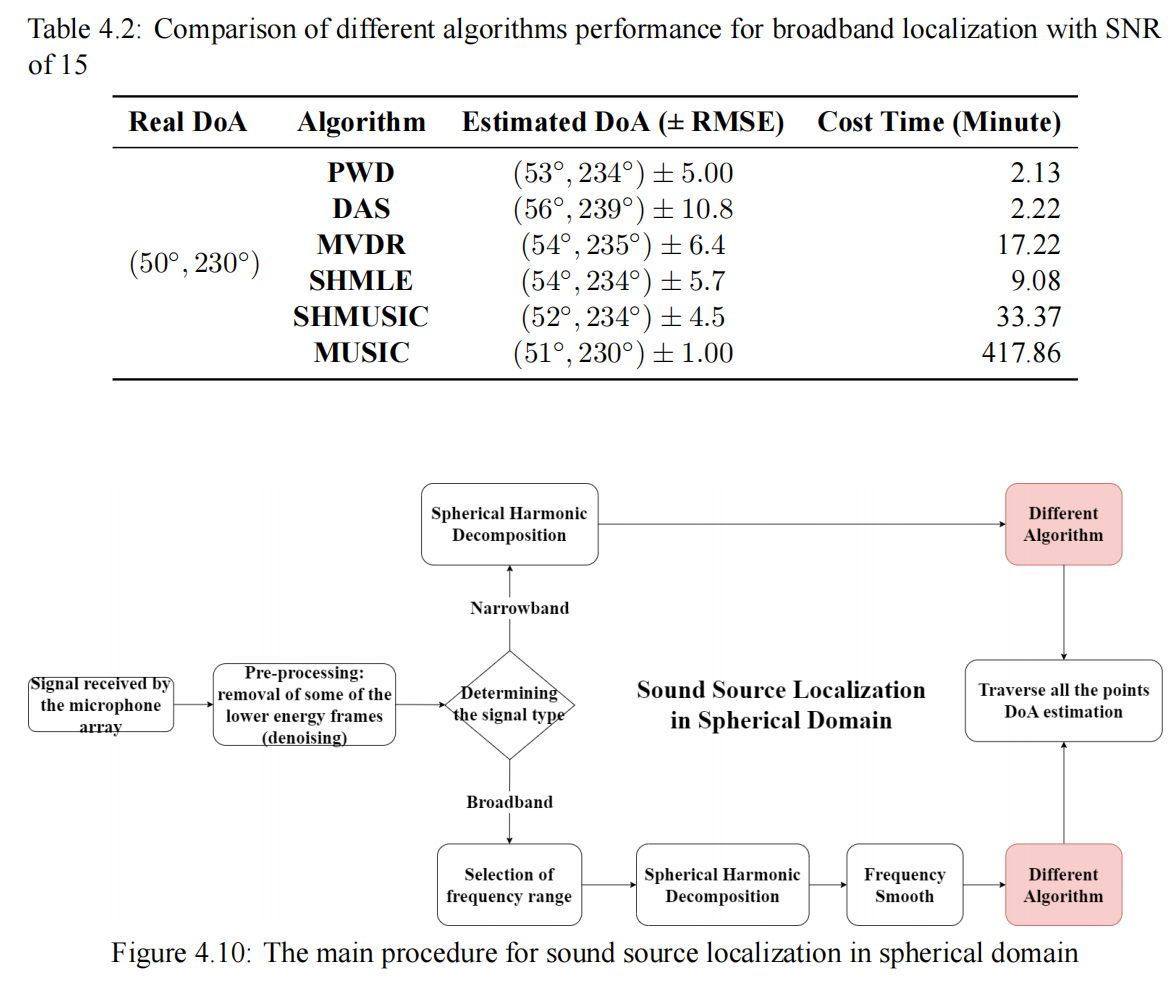 Table 4.2: Comparison of different algorithms performance for broadband localization with SNR
of 15
Real DoA Algorithm Estimated DoA (± RMSE) Cost Time (Minute)
(50°, 230°)
PWD (53°, 234°) ± 5.00 2.13
DAS (56°, 239°) ± 10.8 2.22
MVDR (54°, 235°) ± 6.4 17.22
SHMLE (54°, 234°) ± 5.7 9.08
SHMUSIC (52°, 234°) ± 4.5 33.37
MUSIC (51°, 230°) ± 1.00 417.86
Spherical Harmonic
Decomposition
Different
Algorithm
Narrowband
Signal received by
the microphone
array
Pre-processing:
removal of some of the
lower energy frames
(denoising)
Determining
the signal type
Sound Source Localization
in Spherical Domain
Traverse all the points
DoA estimation
Broadband
Selection of
frequency range
Spherical Harmonic
Decomposition
Frequency
Smooth
Different
Algorithm
Figure 4.10: The main procedure for sound source localization in spherical domain